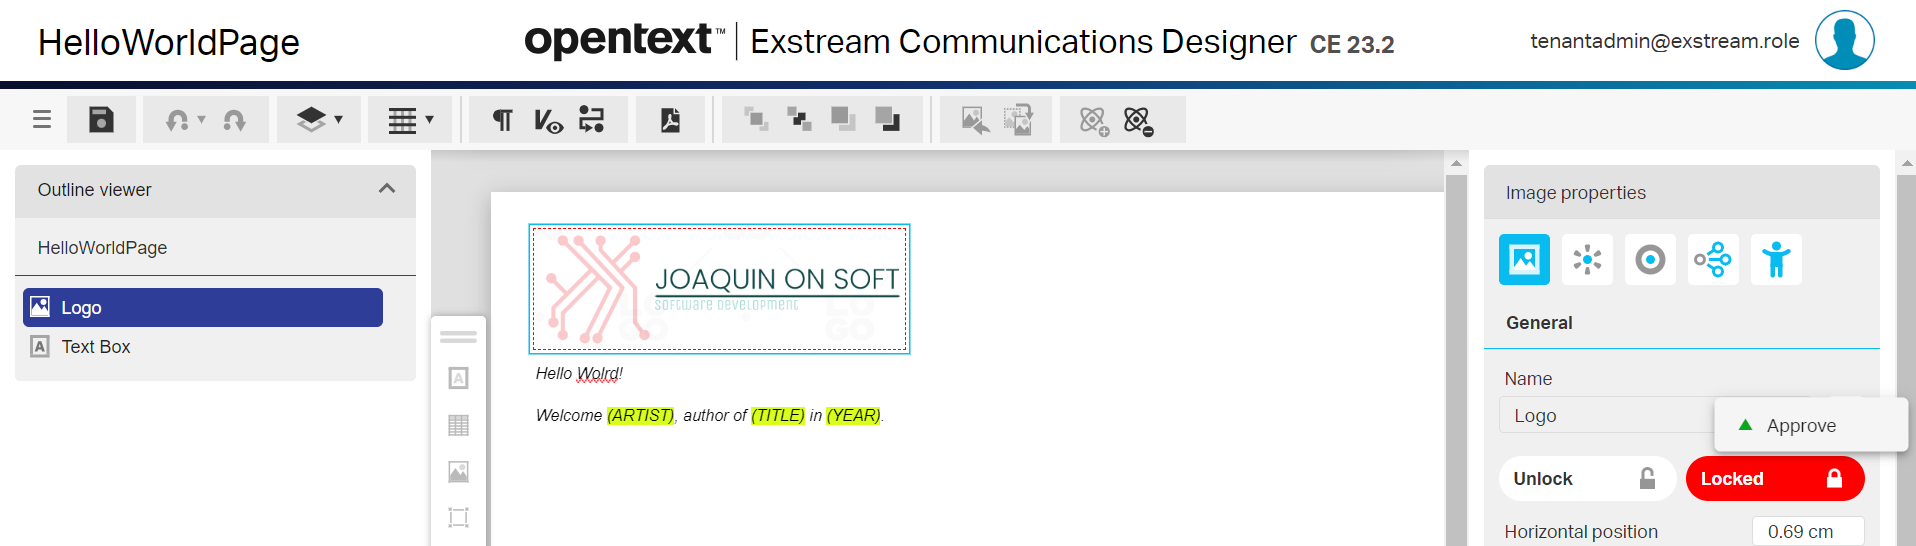 HelloWorldPage
opentext™ | Exstream Communications Designer CE 23.2
tenantadmin@exstream.role
Outline viewer
HelloWorldPage
Logo
A Text Box
JOAQUIN ON SOFT
Software Development
LOGO
LOGO
Hello Wolrd!
Welcome (ARTIST), author of (TITLE) in (YEAR).
A
Image properties
General
Name
Logo
Approve
Unlock
Locked
Horizontal position 0.69 cm